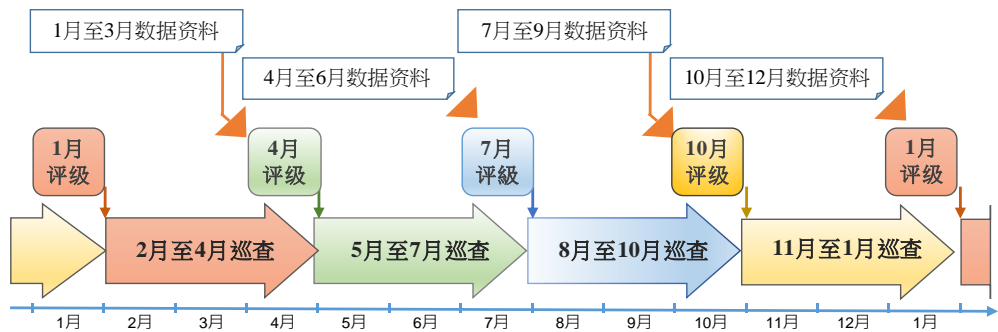 1月至3月数据资料
7月至9月数据资料
4月至6月数据资料
10月至12月数据资料
1月
评级
4月
评级
7月
评級
10月
评级
1月
评级
2月至4月巡查
5月至7月巡查
8月至10月巡查
11月至1月巡查
1月
2月
3月
4月
5月
6月
7月
8月
9月
10月
11月
12月
1月